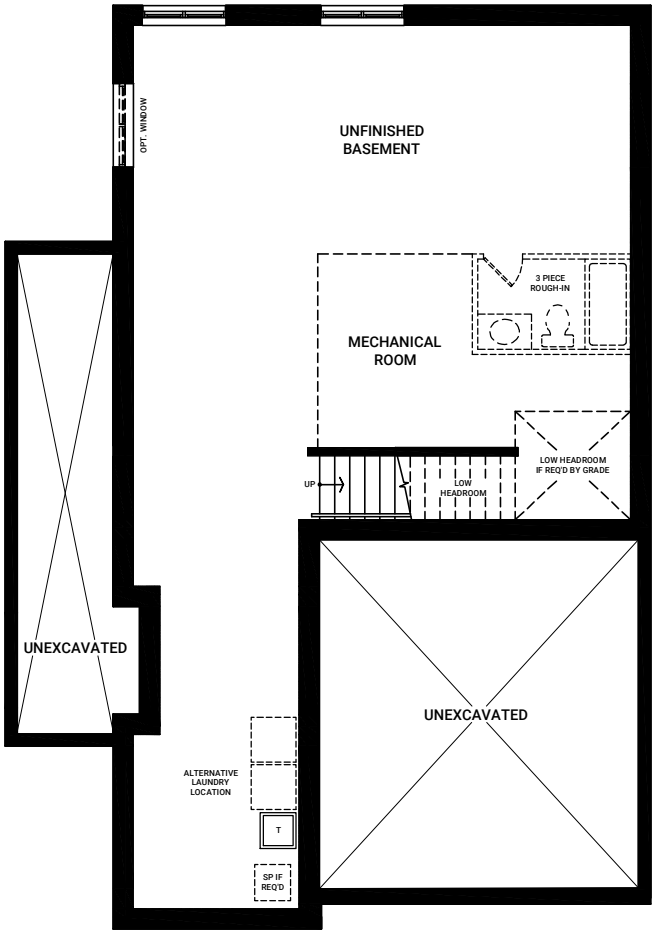 OPT. WINDOW
UNFINISHED
BASEMENT
3 PIECE
ROUGH-IN
MECHANICAL
ROOM
LOW HEADROOM
IF REQ'D BY GRADE
UP
LOW
HEADROOM
UNEXCAVATED
UNEXCAVATED
ALTERNATIVE
LAUNDRY
LOCATION
T
SP IF
REQ'D